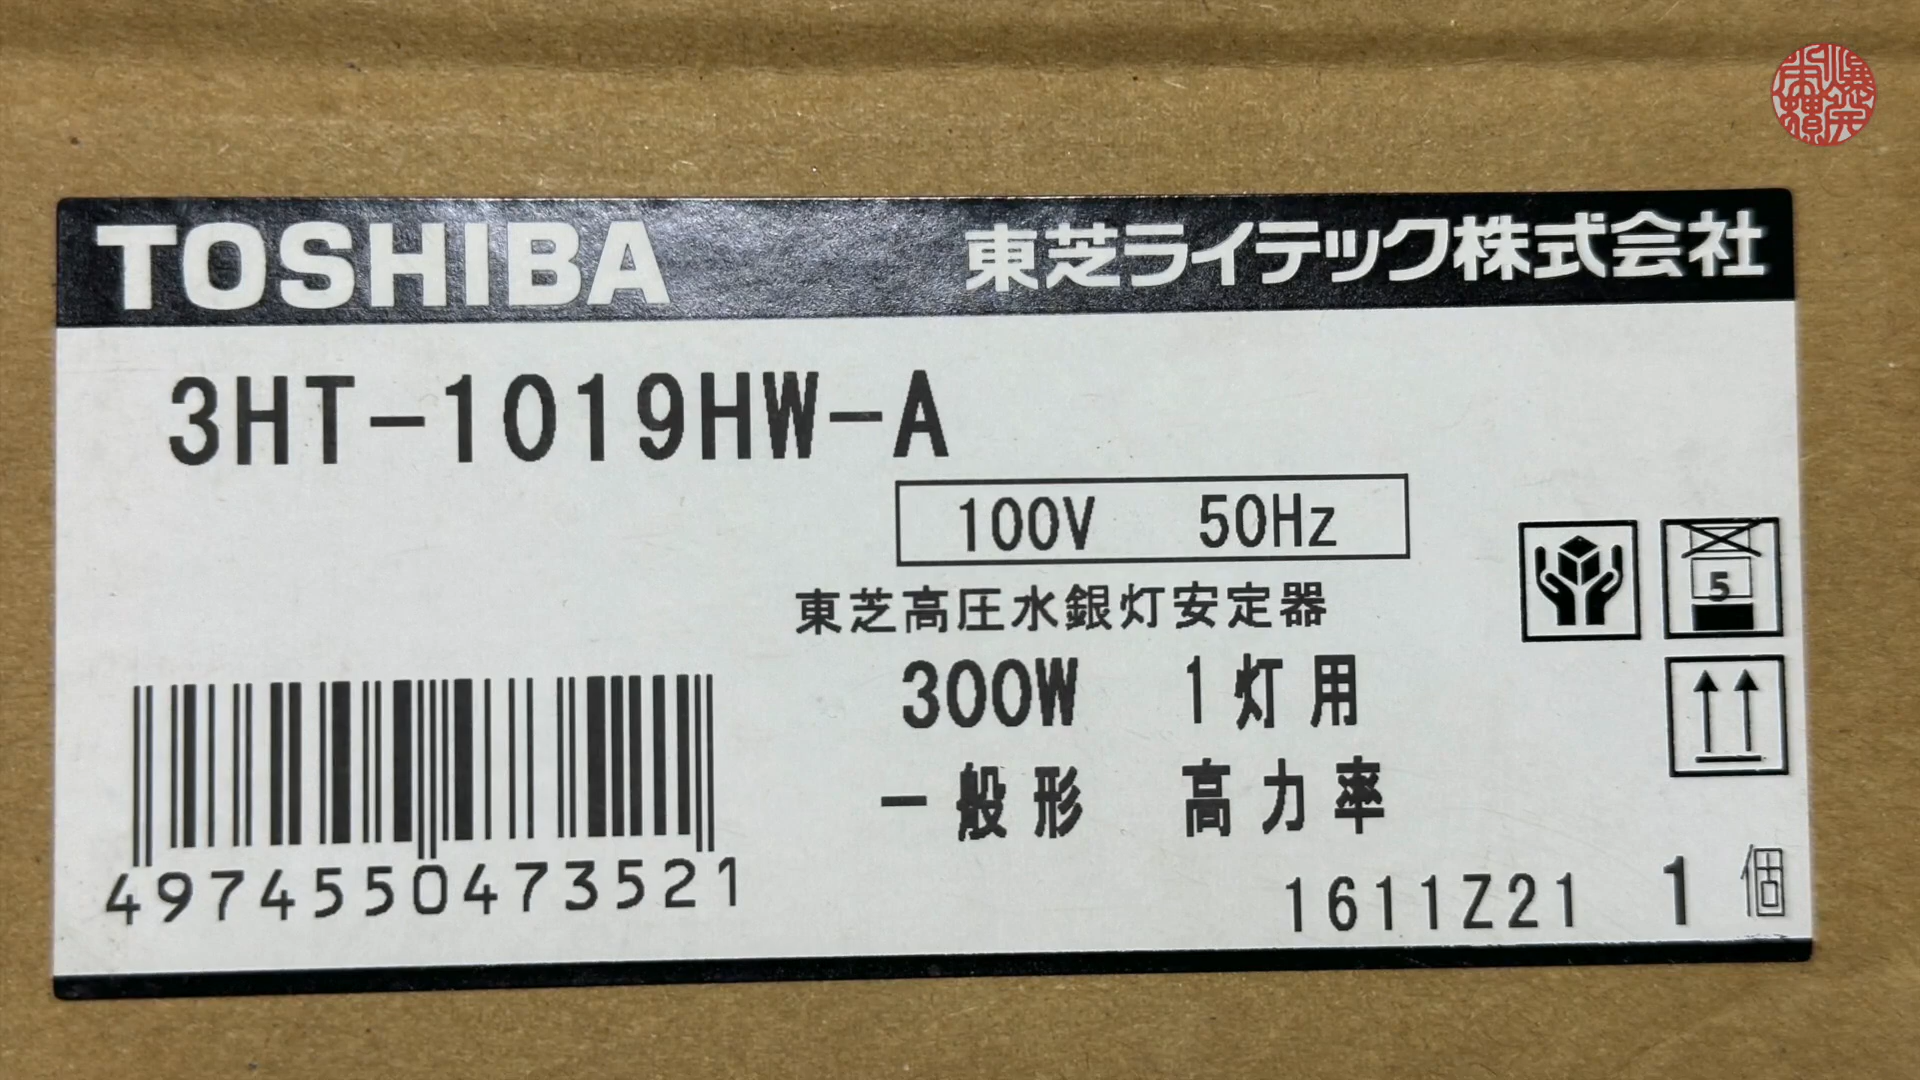 TOSHIBA 東芝ライテック株式会社
3HT-1019HW-A
100V 50Hz
東芝高圧水銀灯安定器
5
300W 1灯用
一般形 高力率
4974550473521
1611Z21 1個